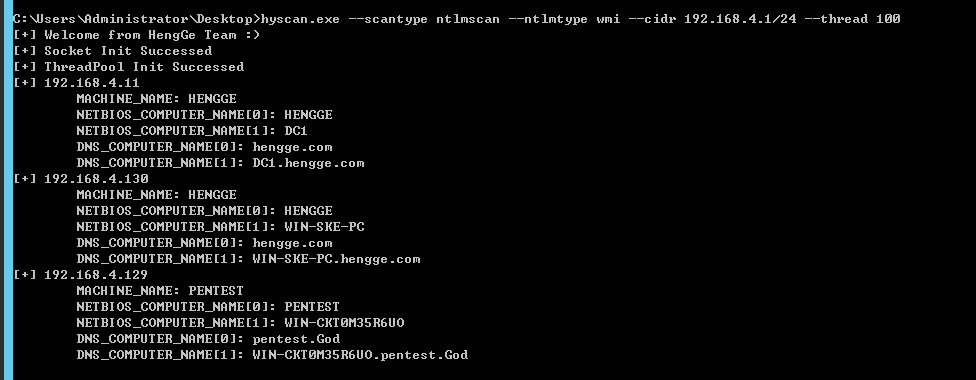 C:\Users\Administrator\Desktop>hyscan.exe --scantype ntlmscan --ntlmtype wmi --cidr 192.168.4.1/24 --thread 100
[+] Welcome from HengGe Team :)
[+] Socket Init Successed
[+] ThreadPool Init Successed
[+] 192.168.4.11
        MACHINE_NAME: HENGGE
        NETBIOS_COMPUTER_NAME[0]: HENGGE
        NETBIOS_COMPUTER_NAME[1]: DC1
        DNS_COMPUTER_NAME[0]: hengge.com
        DNS_COMPUTER_NAME[1]: DC1.hengge.com
[+] 192.168.4.130
        MACHINE_NAME: HENGGE
        NETBIOS_COMPUTER_NAME[0]: HENGGE
        NETBIOS_COMPUTER_NAME[1]: WIN-SKE-PC
        DNS_COMPUTER_NAME[0]: hengge.com
        DNS_COMPUTER_NAME[1]: WIN-SKE-PC.hengge.com
[+] 192.168.4.129
        MACHINE_NAME: PENTEST
        NETBIOS_COMPUTER_NAME[0]: PENTEST
        NETBIOS_COMPUTER_NAME[1]: WIN-CKT0M35R6UO
        DNS_COMPUTER_NAME[0]: pentest.God
        DNS_COMPUTER_NAME[1]: WIN-CKT0M35R6UO.pentest.God